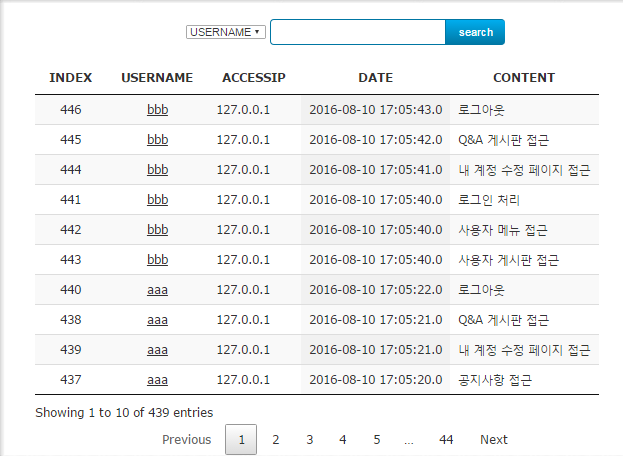 USERNAME ▼ search
INDEX USERNAME ACCESSIP DATE CONTENT
446 bbb 127.0.0.1 2016-08-10 17:05:43.0 로그아웃
445 bbb 127.0.0.1 2016-08-10 17:05:42.0 Q&A 게시판 접근
444 bbb 127.0.0.1 2016-08-10 17:05:41.0 내 계정 수정 페이지 접근
441 bbb 127.0.0.1 2016-08-10 17:05:40.0 로그인 처리
442 bbb 127.0.0.1 2016-08-10 17:05:40.0 사용자 메뉴 접근
443 bbb 127.0.0.1 2016-08-10 17:05:40.0 사용자 게시판 접근
440 aaa 127.0.0.1 2016-08-10 17:05:22.0 로그아웃
438 aaa 127.0.0.1 2016-08-10 17:05:21.0 Q&A 게시판 접근
439 aaa 127.0.0.1 2016-08-10 17:05:21.0 내 계정 수정 페이지 접근
437 aaa 127.0.0.1 2016-08-10 17:05:20.0 공지사항 접근
Showing 1 to 10 of 439 entries
Previous 1 2 3 4 5 ... 44 Next